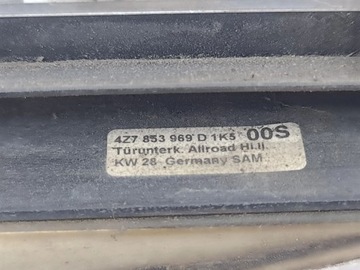 4Z7 853 969 D 1K5 00S
Türunterk. Allroad Hi.li.
KW 28 Germany SAM